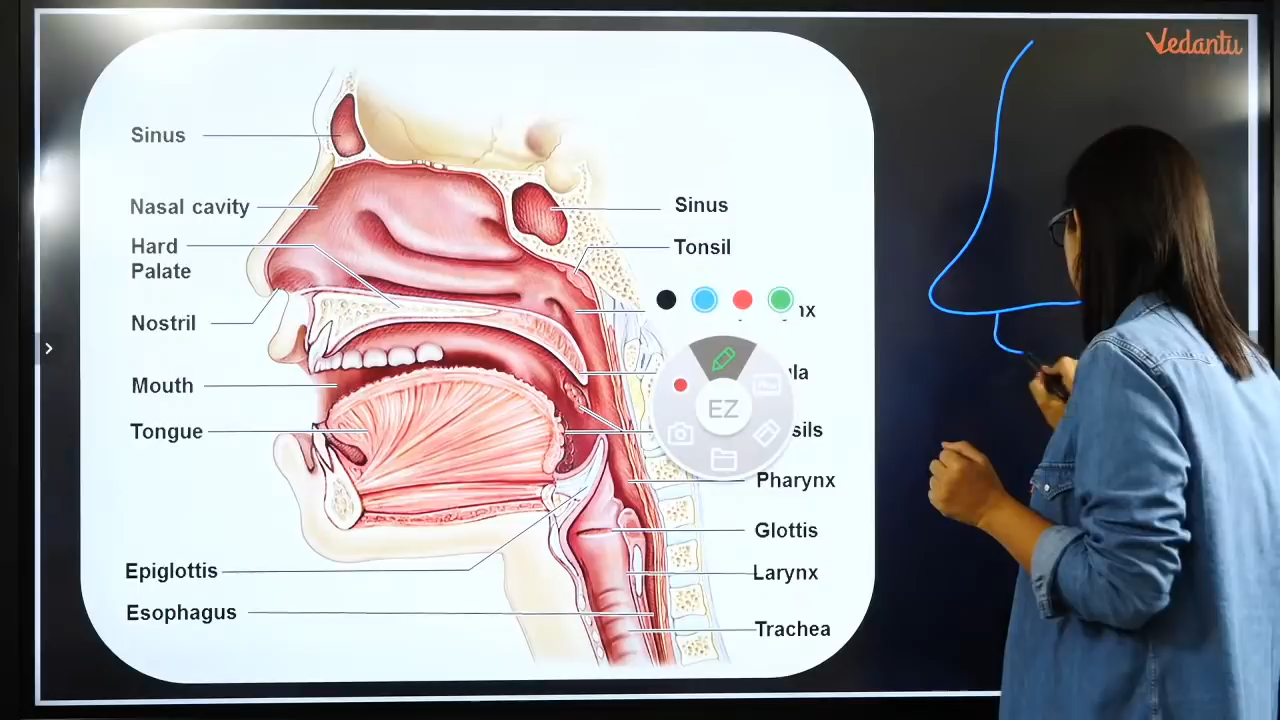 Vedantu
Sinus
Nasal cavity
Hard
Palate
Nostril
Mouth
Tongue
Epiglottis
Esophagus
Sinus
Tonsil
EZ
Pharynx
Glottis
Larynx
Trachea